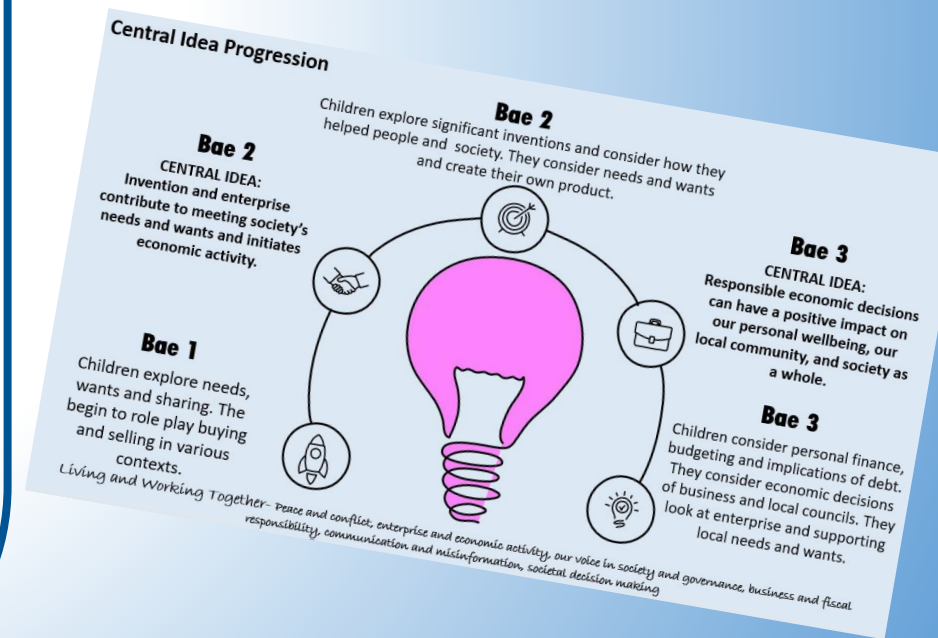 Central Idea Progression
Bae 2
Children explore significant inventions and consider how they
helped people and society. They consider needs and wants
and create their own product.
Bae 2
CENTRAL IDEA:
Invention and enterprise
contribute to meeting society's
needs and wants and initiates
economic activity.
Bae 3
CENTRAL IDEA:
Responsible economic decisions
can have a positive impact on
our personal wellbeing, our
local community, and society as
a whole.
Bae 1
Children explore needs,
wants and sharing. The
begin to role play buying
and selling in various
contexts.
Bae 3
Children consider personal finance,
budgeting and implications of debt.
They consider economic decisions
of business and local councils. They
look at enterprise and supporting
local needs and wants.
Living and Working Together- Peace and conflict, enterprise and economic activity, our voice in society and governance, business and fiscal
responsibility, communication and misinformation, societal decision making